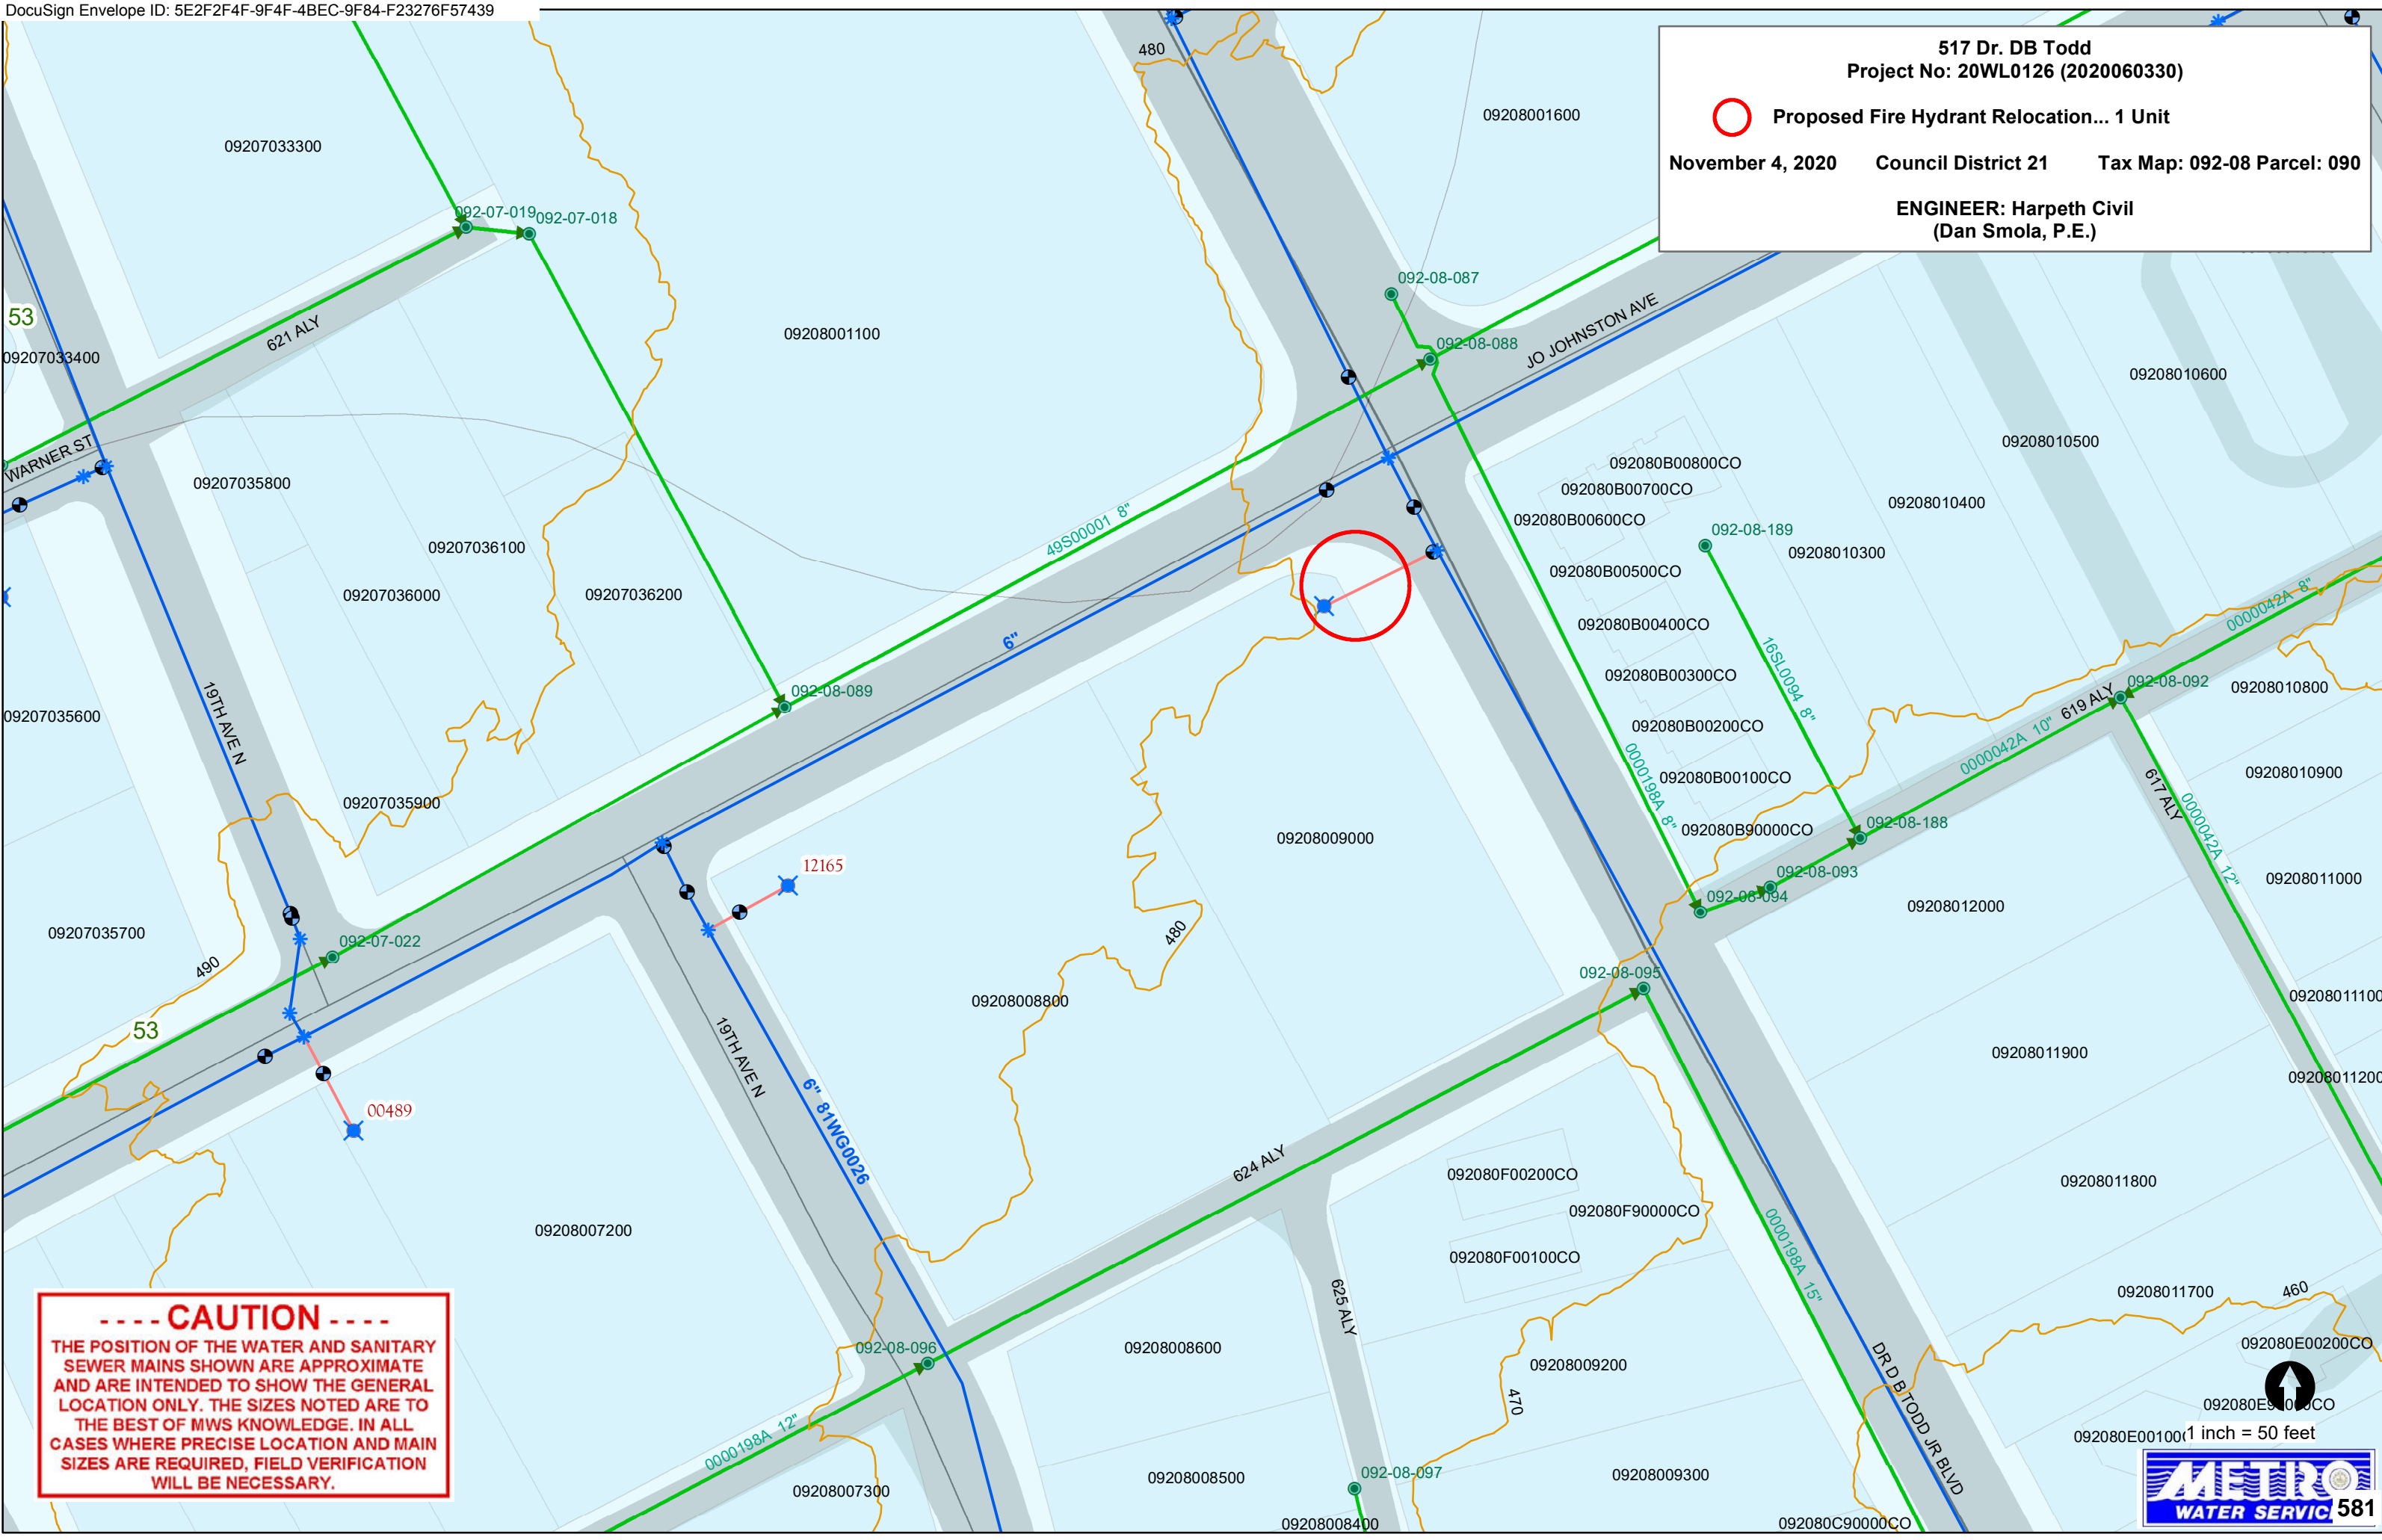 DocuSign Envelope ID: 5E2F2F4F-9F4F-4BEC-9F84-F23276F57439
517 Dr. DB Todd
Project No: 20WL0126 (2020060330)
Proposed Fire Hydrant Relocation... 1 Unit
November 4, 2020 Council District 21 Tax Map: 092-08 Parcel: 090
ENGINEER: Harpeth Civil
(Dan Smola, P.E.)
480
09208001600
09207033300
092-07-019
092-07-018
092-08-087
53
621 ALY
09208001100
JO JOHNSTON AVE
092-08-088
09207033400
09208010600
WARNER ST
09208010500
092080B00800CO
09207035800
092080B00700CO
09208010400
49S00001 8"
092080B00600CO
092-08-189
09207036100
09208010300
092080B00500CO
09207036000
09207036200
000042A 8"
092080B00400CO
6"
16SL0094 8"
092080B00300CO
092-08-092
092-08-089
09208010800
619 ALY
09207035600
19TH AVE N
092080B00200CO
0000042A 10"
09208010900
092080B00100CO
0000198A 8"
617 ALY
09207035900
092-08-188
092080B90000CO
09208009000
0000042A 12"
12165
092-08-093
09208011000
092-08-094
09208012000
09207035700
480
092-07-022
490
092-08-095
09208008800
09208011100
53
09208011900
19TH AVE N
09208011200
00489
6" 81WG0026
624 ALY
092080F00200CO
09208011800
092080F90000CO
09208007200
092080F00100CO
0000198A 15"
625 ALY
09208011700
460
092-08-096
09208008600
09208009200
092080E00200CO
470
DR D B TODD JR BLVD
0000198A 12"
1 inch = 50 feet
092-08-097
09208008500
09208009300
09208007300
09208008400
092080C90000CO
- - - - CAUTION - - - -
THE POSITION OF THE WATER AND SANITARY
SEWER MAINS SHOWN ARE APPROXIMATE
AND ARE INTENDED TO SHOW THE GENERAL
LOCATION ONLY. THE SIZES NOTED ARE TO
THE BEST OF MWS KNOWLEDGE. IN ALL
CASES WHERE PRECISE LOCATION AND MAIN
SIZES ARE REQUIRED, FIELD VERIFICATION
WILL BE NECESSARY.
METRO
WATER
581